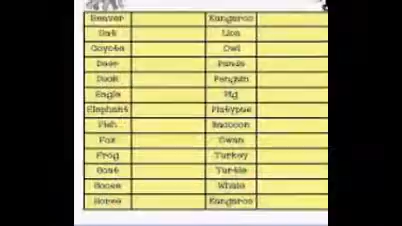 Beaver Kangaroo
Lion
Coyote Owl
Deer Panda
Duck Penguin
Eagle Pig
Elephant Platypus
Fish Raccoon
Fox Swan
Frog Turkey
Goat Turtle
Goose Whale
Horse Kangaroo